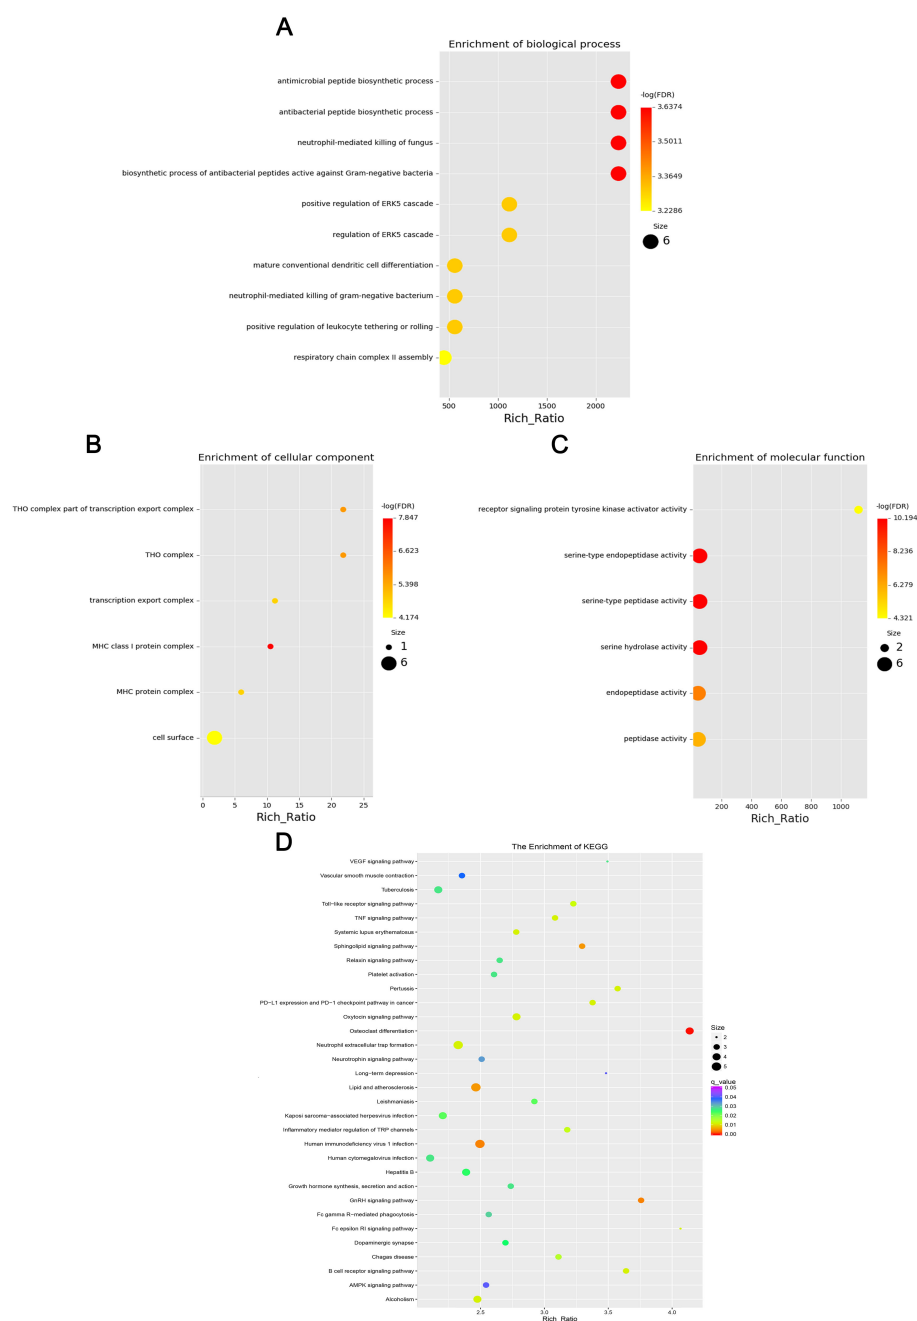 A
Enrichment of biological process
antimicrobial peptide biosynthetic process
antibacterial peptide biosynthetic process
neutrophil-mediated killing of fungus
biosynthetic process of antibacterial peptides active against Gram-negative bacteria
positive regulation of ERK5 cascade
regulation of ERK5 cascade
mature conventional dendritic cell differentiation
neutrophil-mediated killing of gram-negative bacterium
positive regulation of leukocyte tethering or rolling
respiratory chain complex II assembly
500 1000 1500 2000
Rich_Ratio
-log(FDR)
3.6374
3.5011
3.3649
3.2286
Size
6
B
Enrichment of cellular component
THO complex part of transcription export complex
THO complex
transcription export complex
MHC class I protein complex
MHC protein complex
cell surface
0 5 10 15 20 25
Rich_Ratio
-log(FDR)
7.847
6.623
5.398
4.174
Size
1
6
C
Enrichment of molecular function
receptor signaling protein tyrosine kinase activator activity
serine-type endopeptidase activity
serine-type peptidase activity
serine hydrolase activity
endopeptidase activity
peptidase activity
200 400 600 800 1000
Rich_Ratio
-log(FDR)
10.194
8.236
6.279
4.321
Size
2
6
D
The Enrichment of KEGG
VEGF signaling pathway
Vascular smooth muscle contraction
Tuberculosis
Toll-like receptor signaling pathway
TNF signaling pathway
Systemic lupus erythematosus
Sphingolipid signaling pathway
Relaxin signaling pathway
Platelet activation
Pertussis
PD-L1 expression and PD-1 checkpoint pathway in cancer
Oxytocin signaling pathway
Osteoclast differentiation
Neutrophil extracellular trap formation
Neurotrophin signaling pathway
Long-term depression
Lipid and atherosclerosis
Leishmaniasis
Kaposi sarcoma-associated herpesvirus infection
Inflammatory mediator regulation of TRP channels
Human immunodeficiency virus 1 infection
Human cytomegalovirus infection
Hepatitis B
Growth hormone synthesis, secretion and action
GnRH signaling pathway
Fc gamma R-mediated phagocytosis
Fc epsilon RI signaling pathway
Dopaminergic synapse
Chagas disease
B cell receptor signaling pathway
AMPK signaling pathway
Alcoholism
2.5 3.0 3.5 4.0
Rich_Ratio
Size
2
3
4
5
q_value
0.05
0.04
0.03
0.02
0.01
0.00